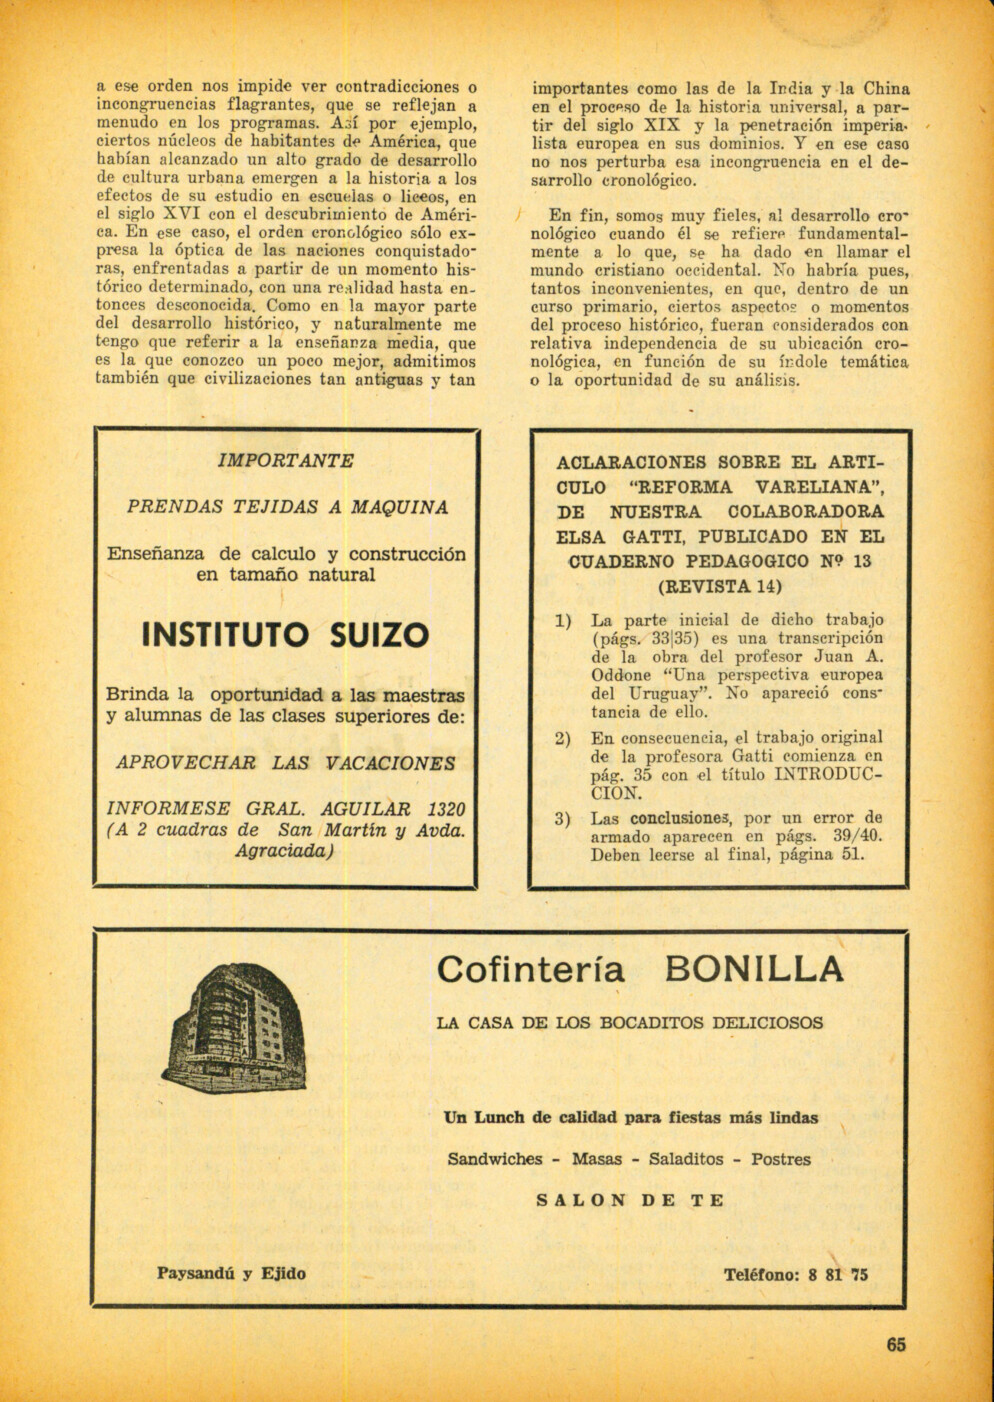 a ese orden nos impide ver contradicciones o
incongruencias flagrantes, que se reflejan a
menudo en los programas. Así por ejemplo,
ciertos núcleos de habitantes de América, que
habían alcanzado un alto grado de desarrollo
de cultura urbana emergen a la historia a los
efectos de su estudio en escuelas o liceos, en
el siglo XVI con el descubrimiento de Améri-
ca. En ese caso, el orden cronológico sólo ex-
presa la óptica de las naciones conquistado-
ras, enfrentadas a partir de un momento his-
tórico determinado, con una realidad hasta en-
tonces desconocida. Como en la mayor parte
del desarrollo histórico, y naturalmente me
tengo que referir a la enseñanza media, que
es la que conozco un poco mejor, admitimos
también que civilizaciones tan antiguas y tan
importantes como las de la India y la China
en el proceso de la historia universal, a par-
tir del siglo XIX y la penetración imperia-
lista europea en sus dominios. Y en ese caso
no nos perturba esa incongruencia en el de-
sarrollo cronológico.
En fin, somos muy fieles, al desarrollo cro-
nológico cuando él se refiere fundamental-
mente a lo que, se ha dado en llamar el
mundo cristiano occidental. No habría pues,
tantos inconvenientes, en que, dentro de un
curso primario, ciertos aspectos o momentos
del proceso histórico, fueran considerados con
relativa independencia de su ubicación cro-
nológica, en función de su índole temática
o la oportunidad de su análisis.
IMPORTANTE
PRENDAS TEJIDAS A MAQUINA
Enseñanza de calculo y construcción
en tamaño natural
INSTITUTO SUIZO
Brinda la oportunidad a las maestras
y alumnas de las clases superiores de:
APROVECHAR LAS VACACIONES
INFORMESE GRAL. AGUILAR 1320
(A 2 cuadras de San Martín y Avda.
Agraciada)
ACLARACIONES SOBRE EL ARTI-
CULO "REFORMA VARELIANA",
DE NUESTRA COLABORADORA
ELSA GATTI, PUBLICADO EN EL
CUADERNO PEDAGOGICO Nº 13
(REVISTA 14)
1) La parte inicial de dicho trabajo
(págs. 33|35) es una transcripción
de la obra del profesor Juan A.
Oddone "Una perspectiva europea
del Uruguay". No apareció cons-
tancia de ello.
2) En consecuencia, el trabajo original
de la profesora Gatti comienza en
pág. 35 con el título INTRODUC-
CION.
3) Las conclusiones, por un error de
armado aparecen en págs. 39/40.
Deben leerse al final, página 51.
Cofintería BONILLA
LA CASA DE LOS BOCADITOS DELICIOSOS
Un Lunch de calidad para fiestas más lindas
Sandwiches - Masas - Saladitos - Postres
SALON DE TE
Paysandú y Ejido
Teléfono: 8 81 75
65